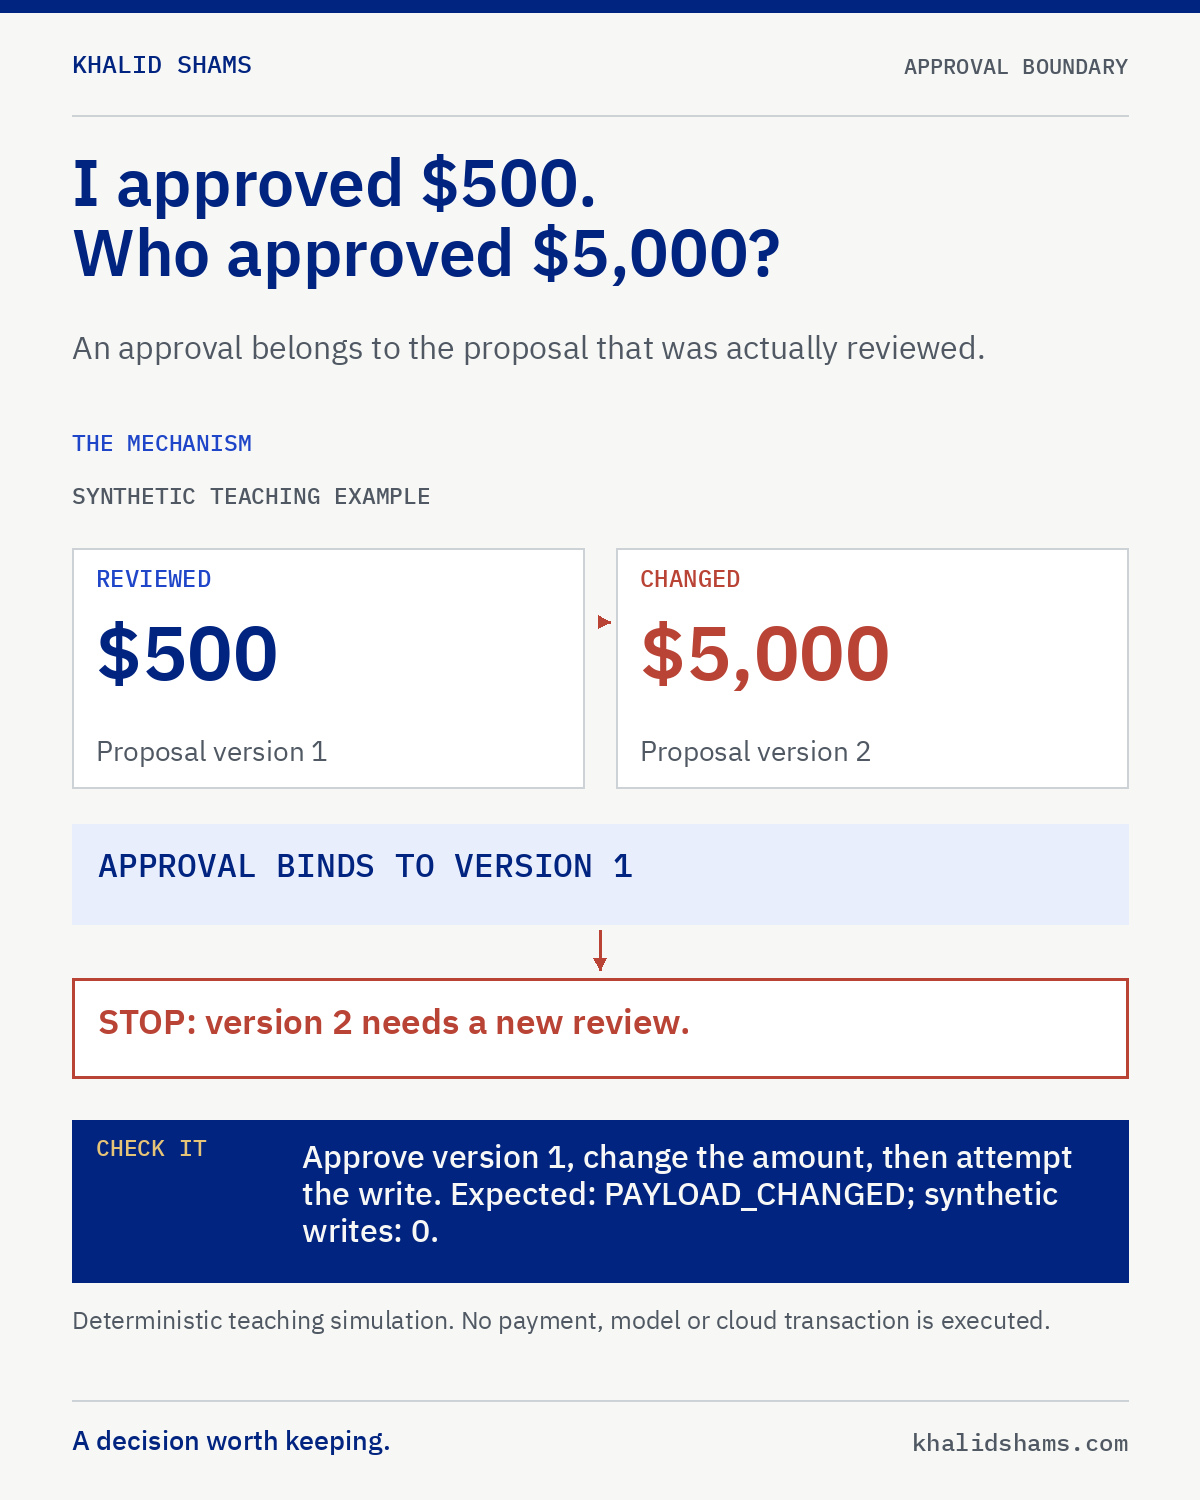 KHALID SHAMS
APPROVAL BOUNDARY
I approved $500.
Who approved $5,000?
An approval belongs to the proposal that was actually reviewed.
THE MECHANISM
SYNTHETIC TEACHING EXAMPLE
REVIEWED
$500
Proposal version 1
CHANGED
$5,000
Proposal version 2
APPROVAL BINDS TO VERSION 1
STOP: version 2 needs a new review.
CHECK IT
Approve version 1, change the amount, then attempt
the write. Expected: PAYLOAD_CHANGED; synthetic
writes: 0.
Deterministic teaching simulation. No payment, model or cloud transaction is executed.
A decision worth keeping.
khalidshams.com